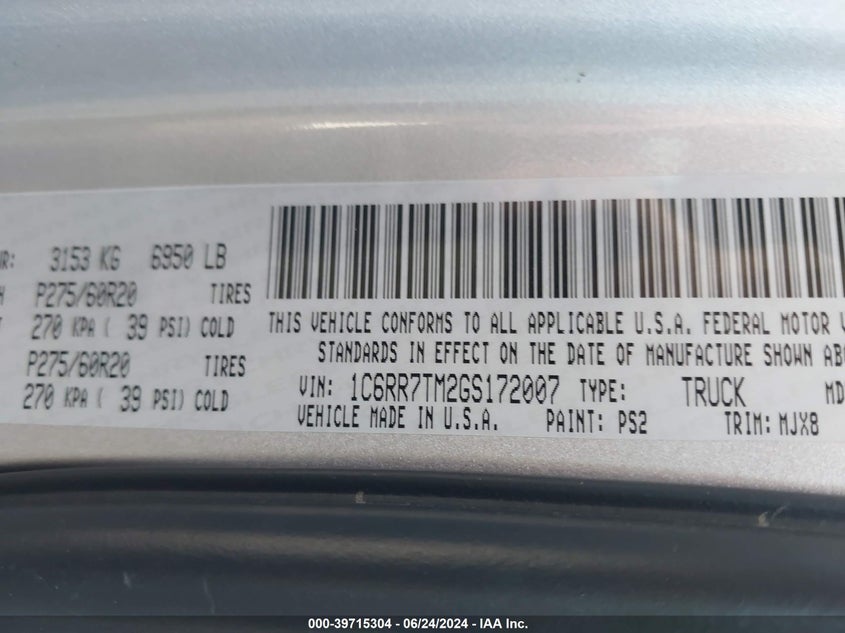 R: 3153 KG 6950 LB
P275/60R20 TIRES
270 KPA ( 39 PSI) COLD
P275/60R20 TIRES
270 KPA ( 39 PSI) COLD
THIS VEHICLE CONFORMS TO ALL APPLICABLE U.S.A. FEDERAL MOTOR V
STANDARDS IN EFFECT ON THE DATE OF MANUFACTURE SHOWN ABO
VIN: 1C6RR7TM2GS172007 TYPE: TRUCK MD
VEHICLE MADE IN U.S.A. PAINT: PS2 TRIM: MJX8
000-39715304 / 06/24/2024 - IAA Inc.